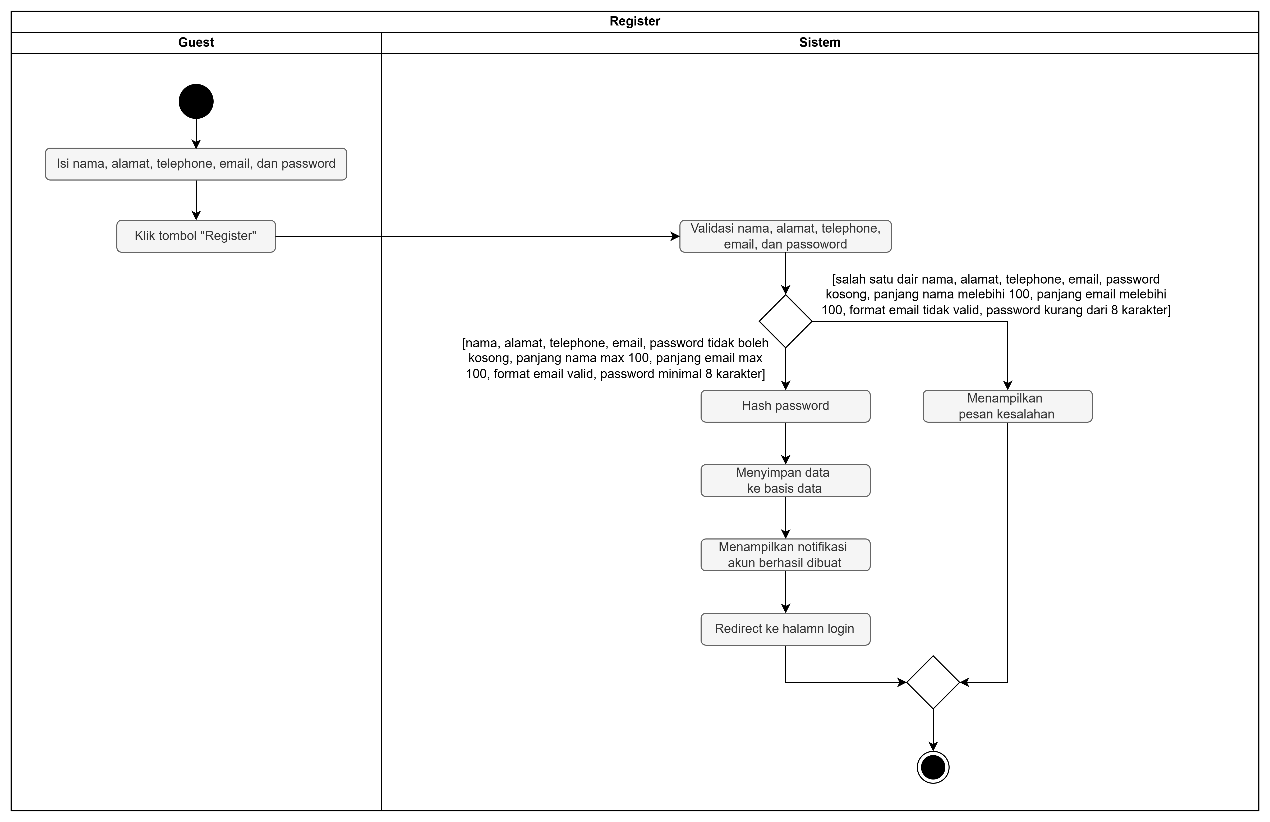 Register
Guest
Sistem
Isi nama, alamat, telephone, email, dan password
Klik tombol "Register"
Validasi nama, alamat, telephone,
email, dan passoword
[salah satu dair nama, alamat, telephone, email, password
kosong, panjang nama melebihi 100, panjang email melebihi
100, format email tidak valid, password kurang dari 8 karakter]
[nama, alamat, telephone, email, password tidak boleh
kosong, panjang nama max 100, panjang email max
100, format email valid, password minimal 8 karakter]
Hash password
Menampilkan
pesan kesalahan
Menyimpan data
ke basis data
Menampilkan notifikasi
akun berhasil dibuat
Redirect ke halamn login